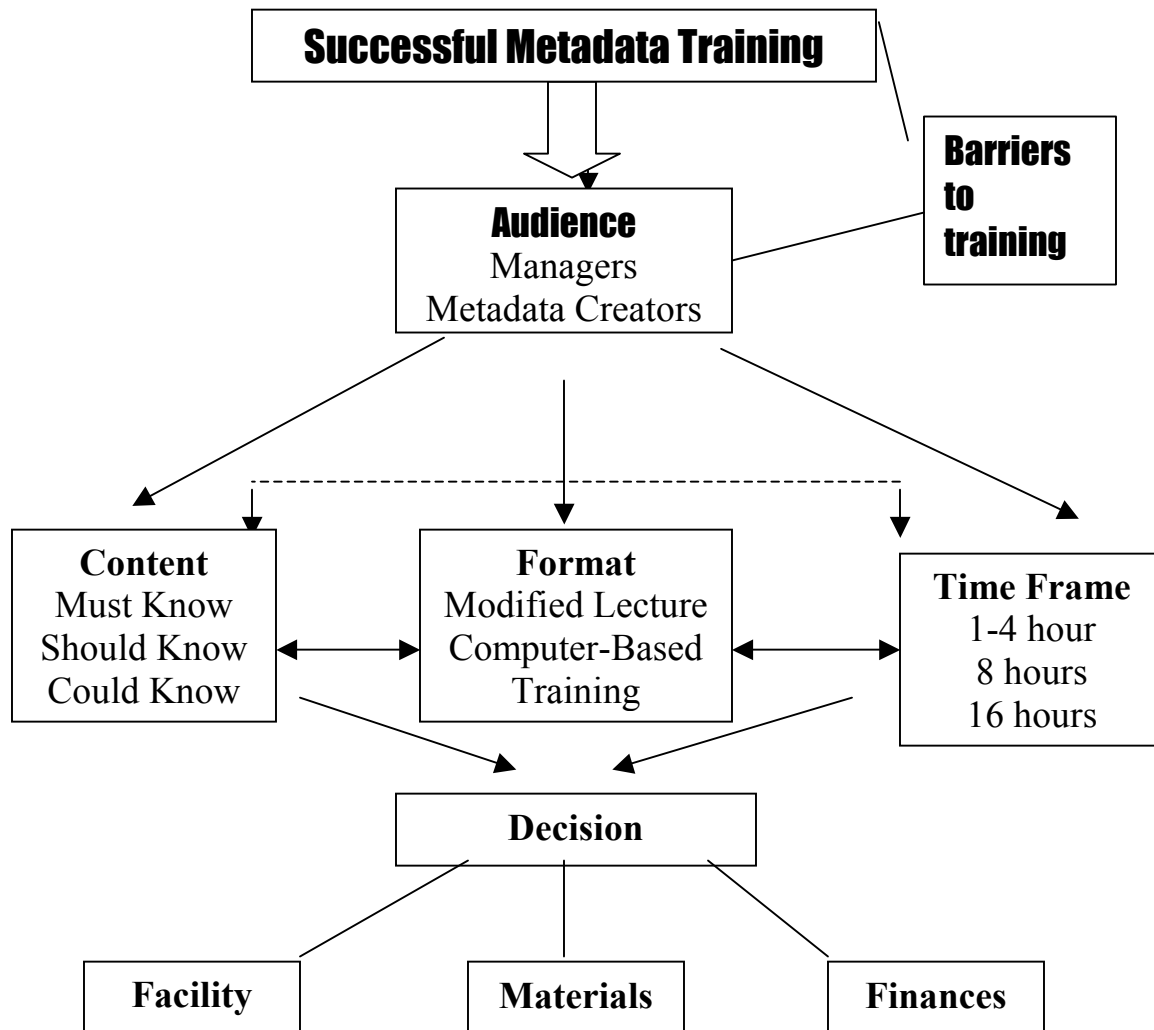 Successful Metadata Training
Barriers
to
training
Audience
Managers
Metadata Creators
Content
Must Know
Should Know
Could Know
Format
Modified Lecture
Computer-Based
Training
Time Frame
1-4 hour
8 hours
16 hours
Decision
Facility
Materials
Finances